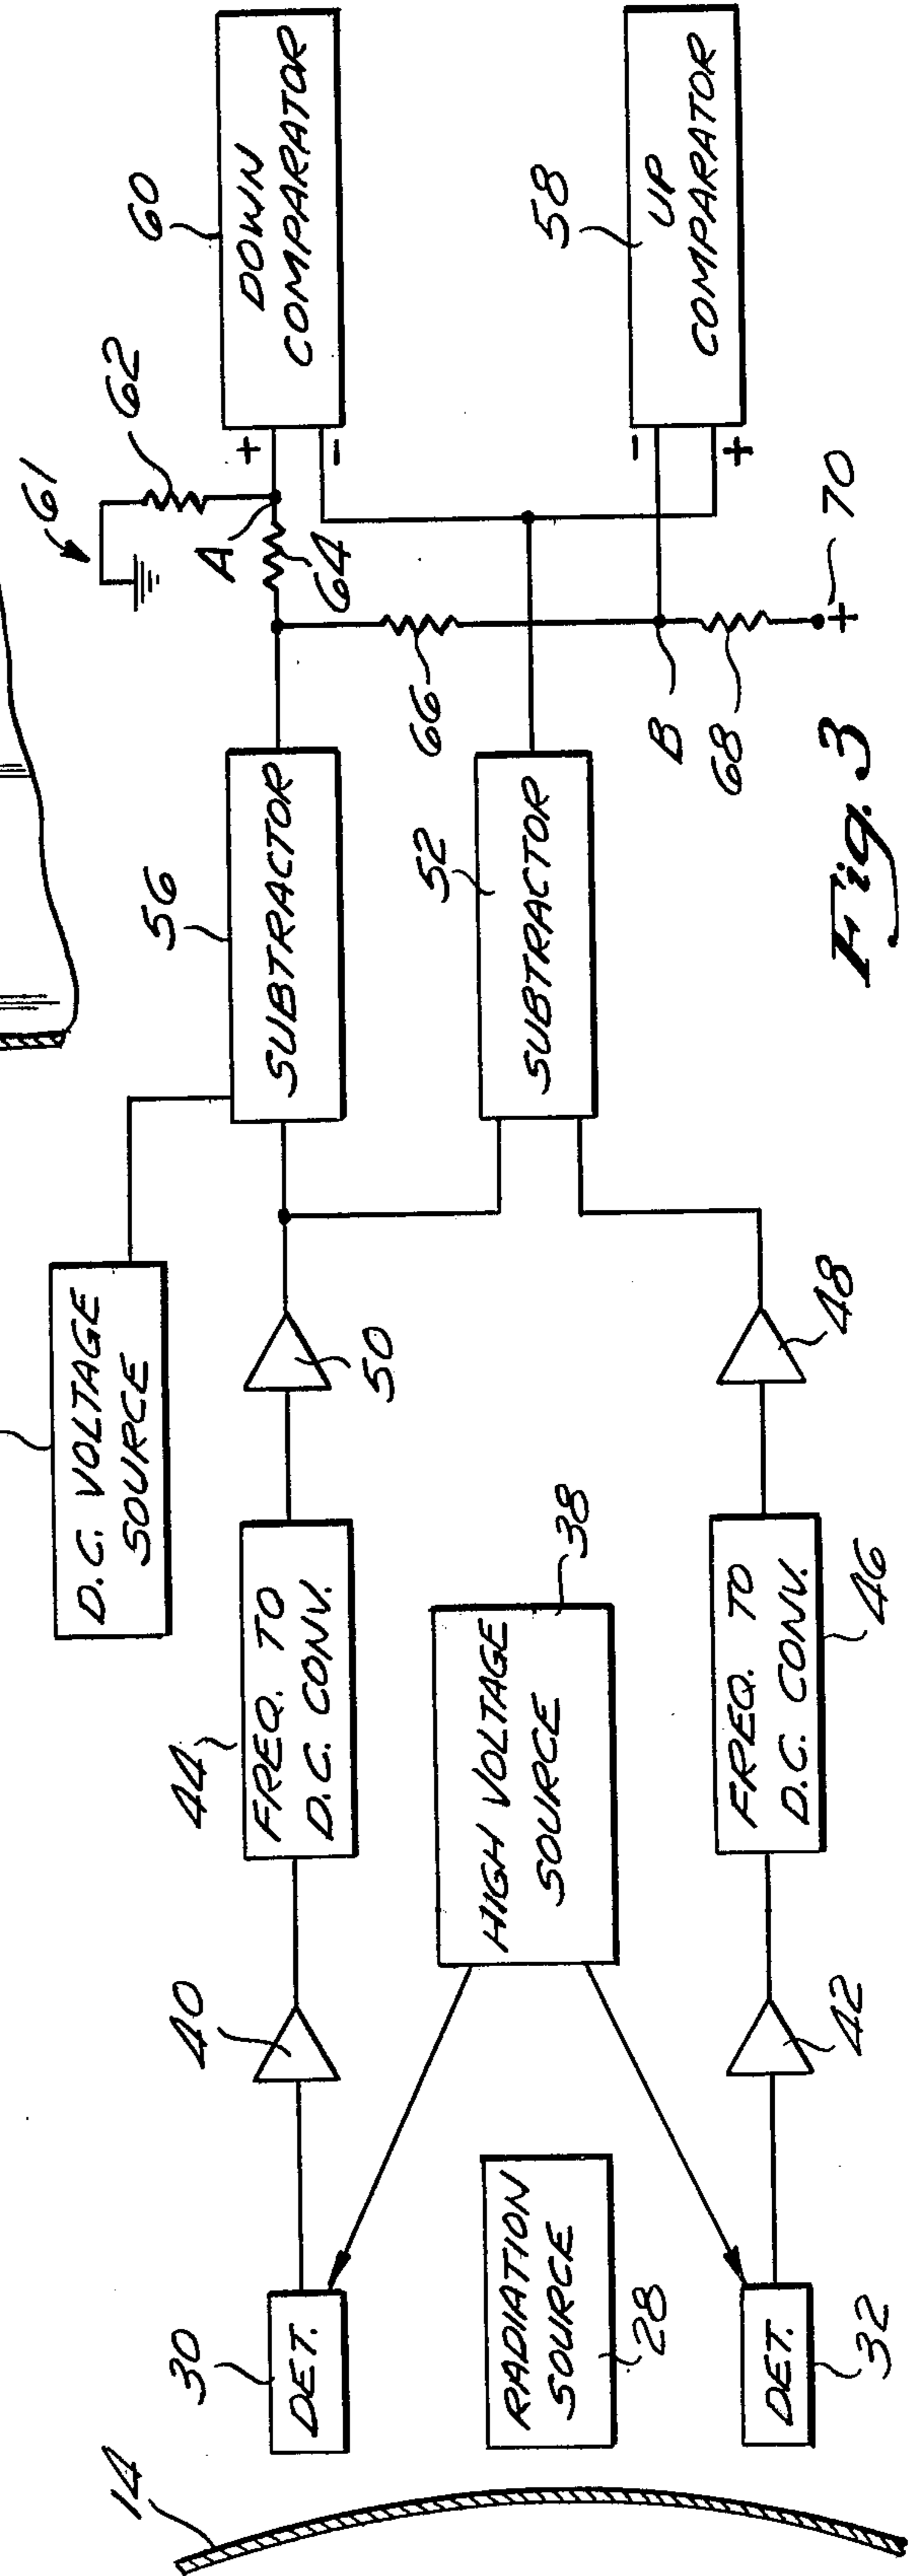 14
30
DET.
40
44
FREQ. TO
D.C. CONV.
50
D.C. VOLTAGE
SOURCE
56
SUBTRACTOR
61
62
A
64
+
-
60
DOWN
COMPARATOR
RADIATION
SOURCE
28
HIGH VOLTAGE
SOURCE
38
52
SUBTRACTOR
66
B
68
+
70
-
+
58
UP
COMPARATOR
32
DET.
42
46
FREQ. TO
D.C. CONV.
48
Fig. 3